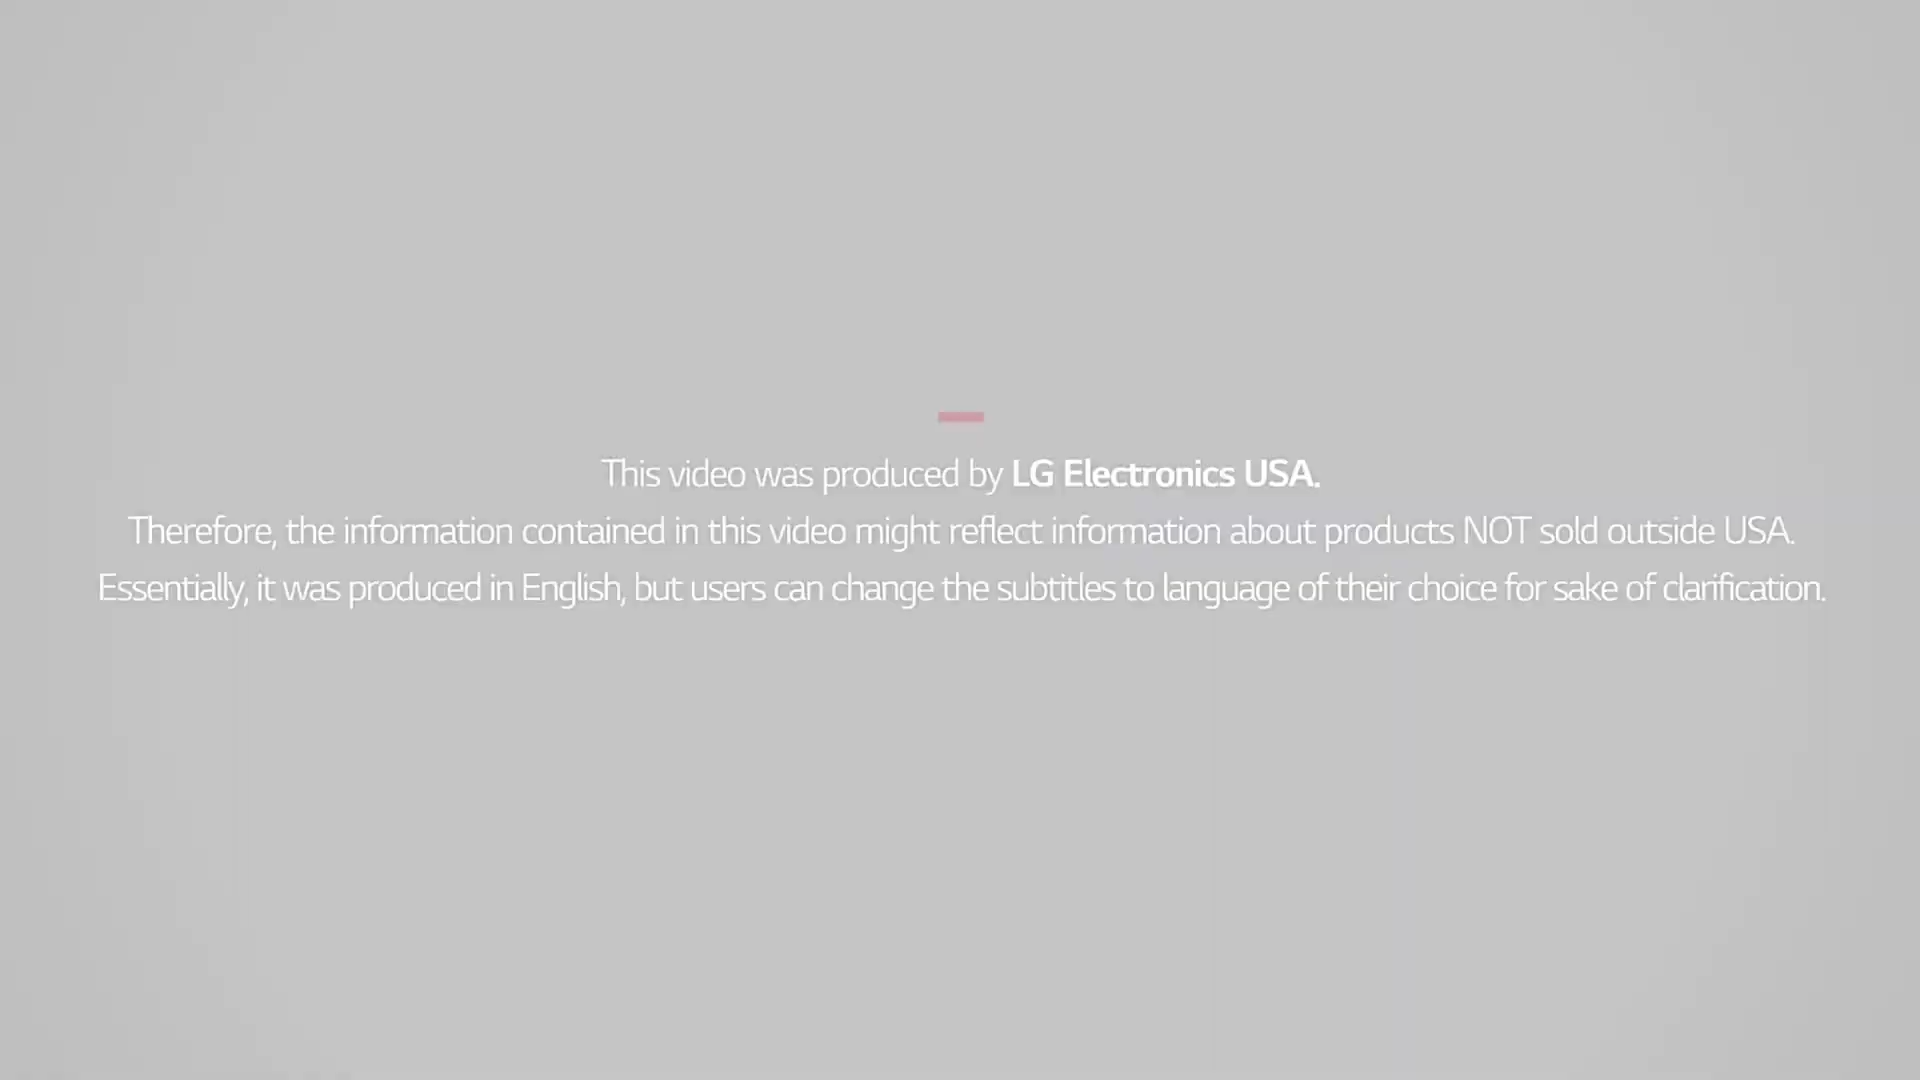 This video was produced by LG Electronics USA.
Therefore, the information contained in this video might reflect information about products NOT sold outside USA.
Essentially, it was produced in English, but users can change the subtitles to language of their choice for sake of clarification.